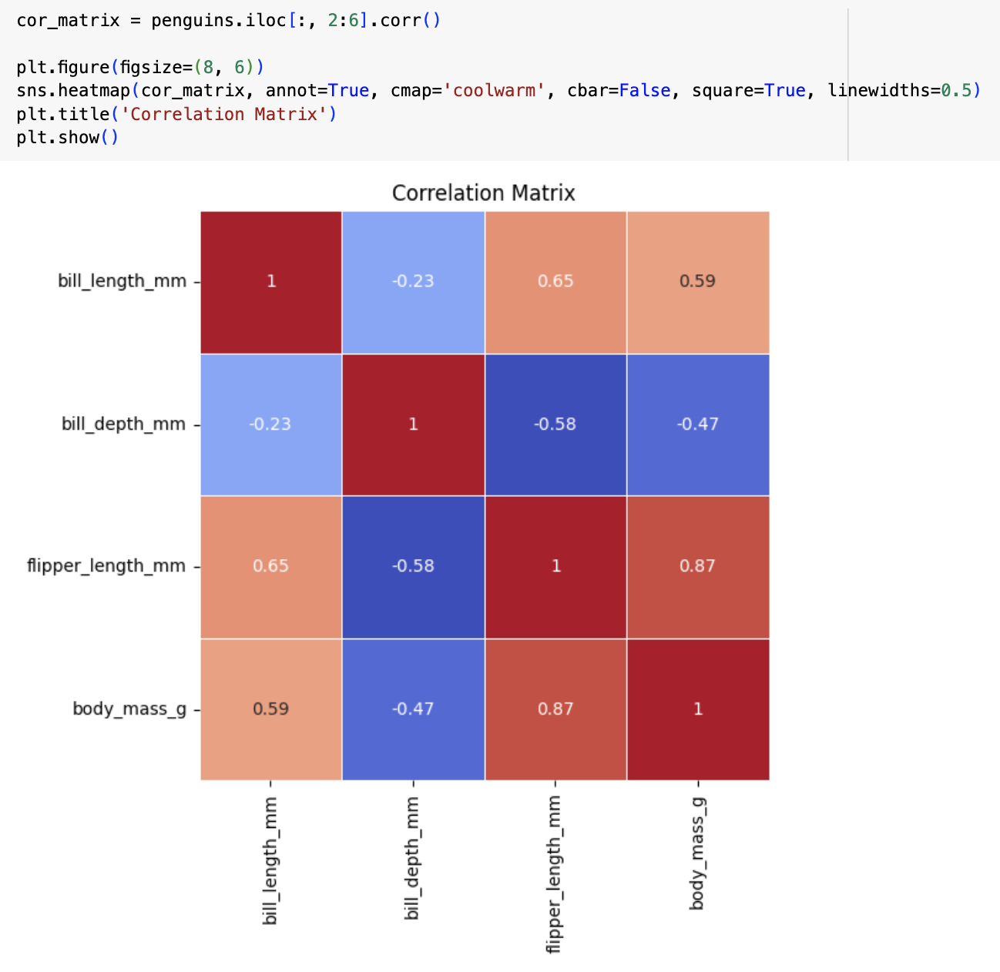 cor_matrix = penguins.iloc[:, 2:6].corr()
plt.figure(figsize=(8, 6))
sns.heatmap(cor_matrix, annot=True, cmap='coolwarm', cbar=False, square=True, linewidths=0.5)
plt.title('Correlation Matrix')
plt.show()
Correlation Matrix
bill_length_mm 1 -0.23 0.65 0.59
bill_depth_mm -0.23 1 -0.58 -0.47
flipper_length_mm 0.65 -0.58 1 0.87
body_mass_g 0.59 -0.47 0.87 1
bill_length_mm bill_depth_mm flipper_length_mm body_mass_g